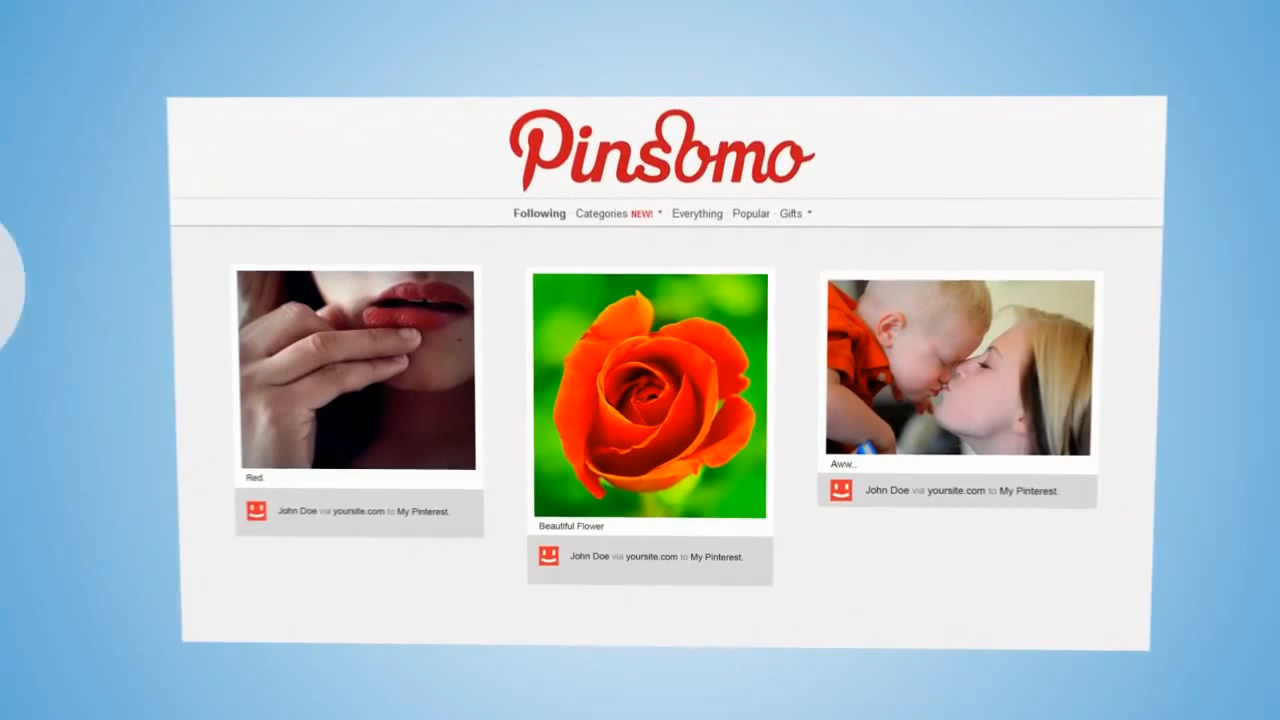 Pinsomo
Following · Categories NEW! ▾ Everything · Popular · Gifts ▾
Red.
John Doe via yoursite.com to My Pinterest.
Beautiful Flower
John Doe via yoursite.com to My Pinterest.
Aww..
John Doe via yoursite.com to My Pinterest.